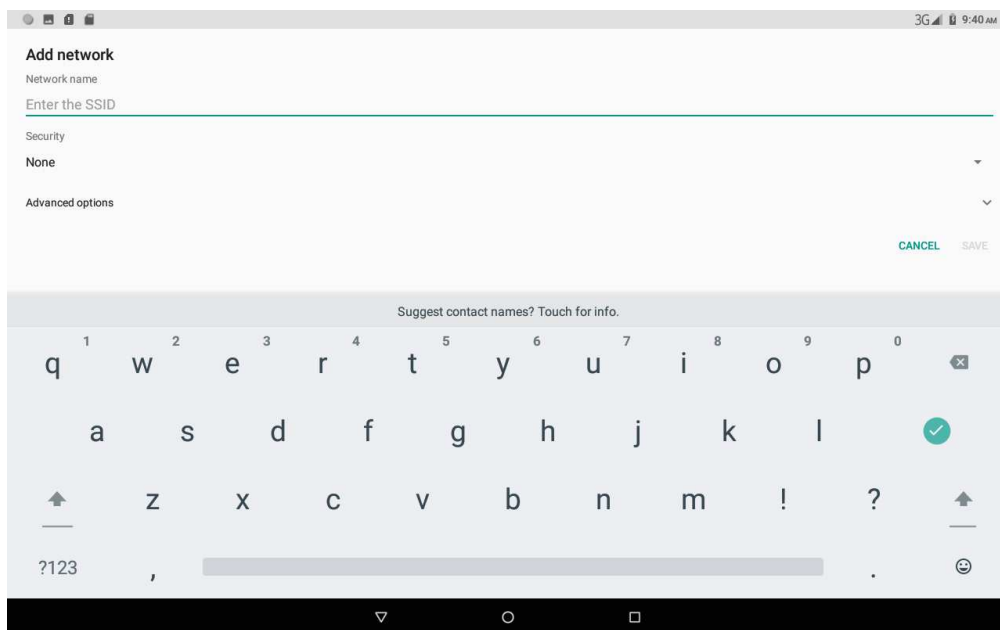 3G 9:40 AM
Add network
Network name
Enter the SSID
Security
None
Advanced options
CANCEL SAVE
Suggest contact names? Touch for info.
1 2 3 4 5 6 7 8 9 0
q w e r t y u i o p
a s d f g h j k l
z x c v b n m ! ?
?123 , .